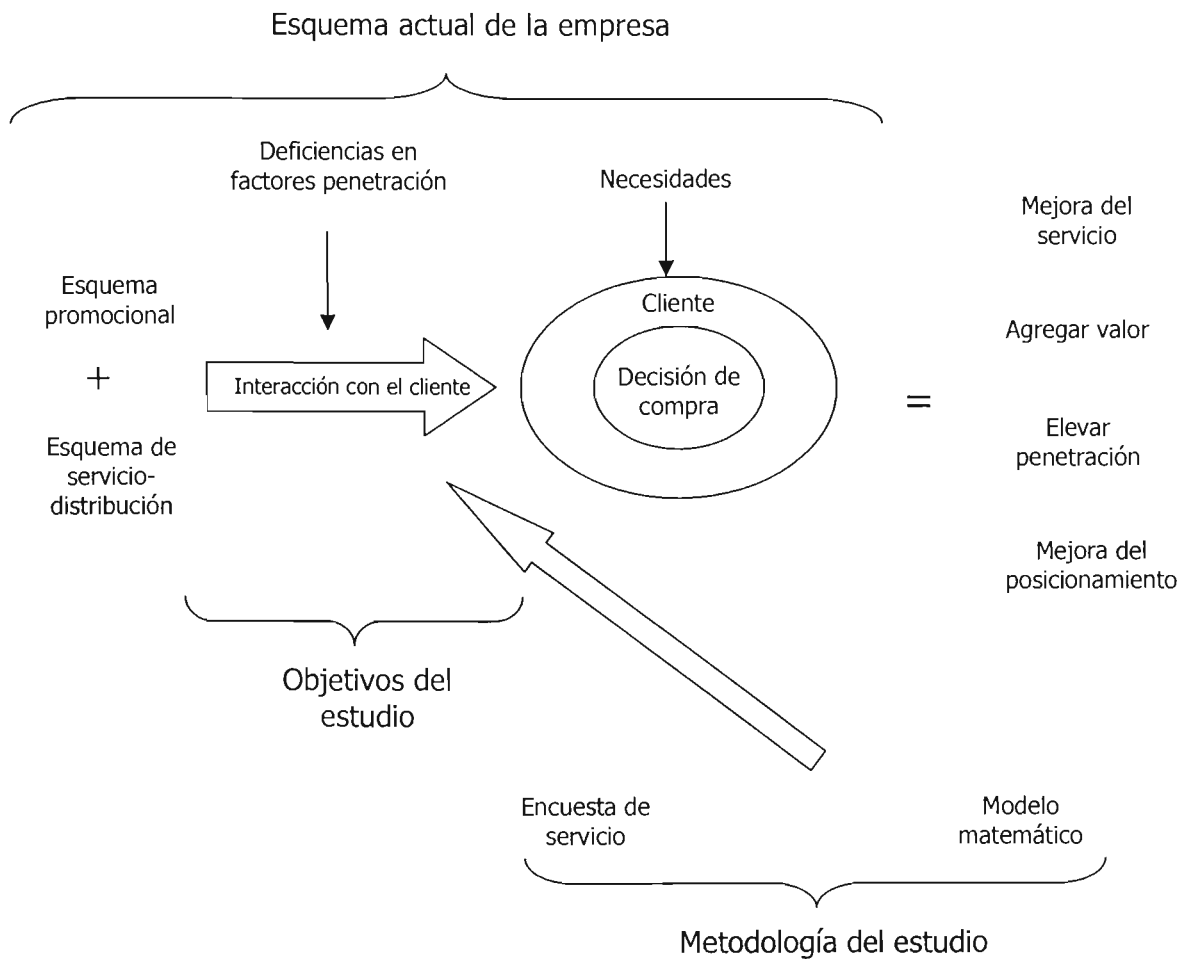 Esquema actual de la empresa
Deficiencias en
factores penetración
Necesidades
Mejora del
servicio
Esquema
promocional
+
Esquema de
servicio-
distribución
Interacción con el cliente
Cliente
Decisión de
compra
=
Agregar valor
Elevar
penetración
Mejora del
posicionamiento
Objetivos del
estudio
Encuesta de
servicio
Modelo
matemático
Metodología del estudio